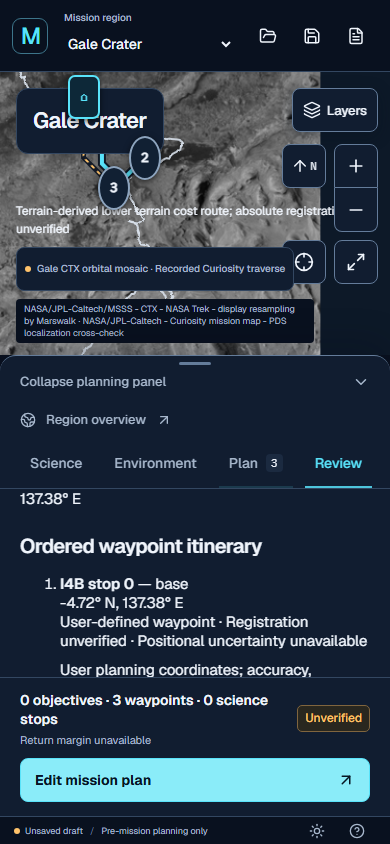 M
Mission region
Gale Crater
Gale Crater
Layers
2
N
3
Terrain-derived lower terrain cost route; absolute registrati
unverified
Gale CTX orbital mosaic · Recorded Curiosity traverse
NASA/JPL-Caltech/MSSS - CTX - NASA Trek - display resampling
by Marswalk · NASA/JPL-Caltech - Curiosity mission map - PDS
localization cross-check
Collapse planning panel
Region overview
Science Environment Plan 3 Review
137.38° E
Ordered waypoint itinerary
1. I4B stop 0 — base
-4.72° N, 137.38° E
User-defined waypoint · Registration
unverified · Positional uncertainty unavailable
User planning coordinates; accuracy,
0 objectives · 3 waypoints · 0 science
stops
Unverified
Return margin unavailable
Edit mission plan
Unsaved draft / Pre-mission planning only